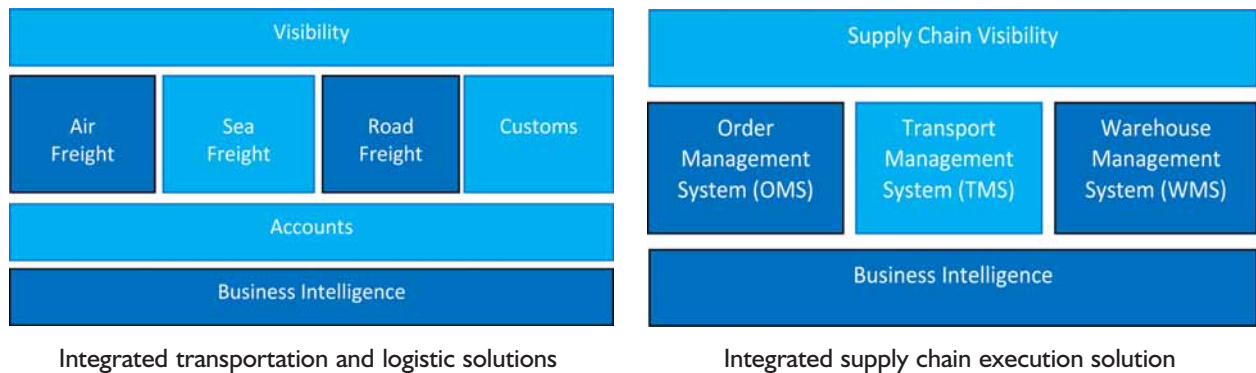 Visibility
Air
Freight
Sea
Freight
Road
Freight
Customs
Accounts
Business Intelligence
Integrated transportation and logistic solutions
Supply Chain Visibility
Order
Management
System (OMS)
Transport
Management
System (TMS)
Warehouse
Management
System (WMS)
Business Intelligence
Integrated supply chain execution solution